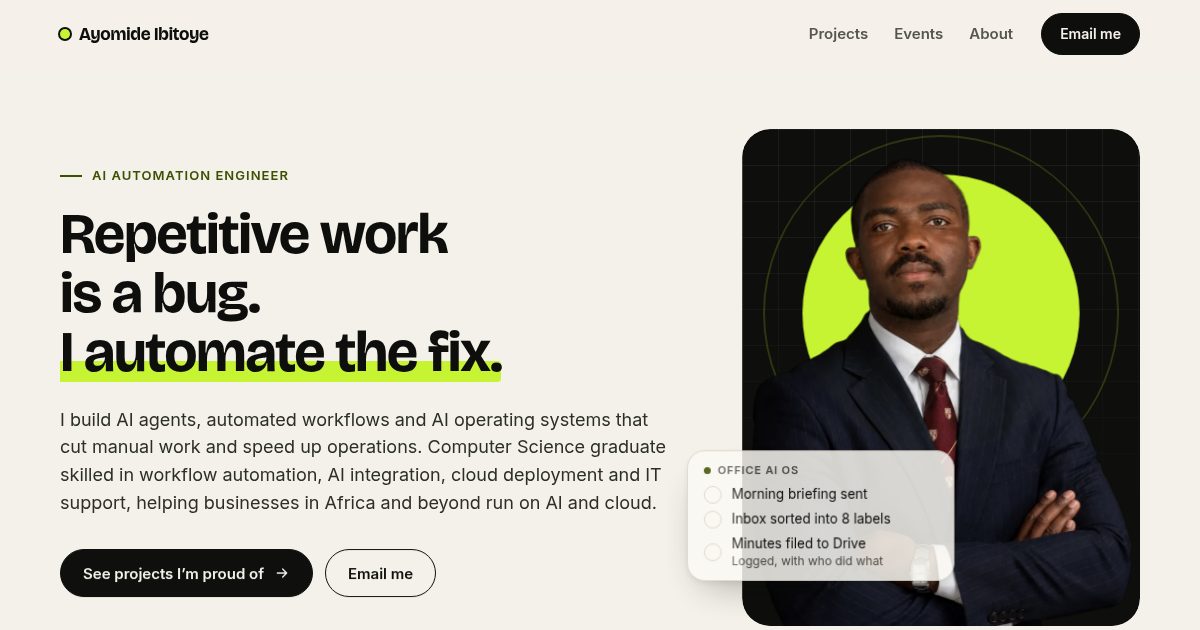 Ayomide Ibitoye
Projects
Events
About
Email me
AI AUTOMATION ENGINEER
Repetitive work
is a bug.
I automate the fix.
I build AI agents, automated workflows and AI operating systems that
cut manual work and speed up operations. Computer Science graduate
skilled in workflow automation, AI integration, cloud deployment and IT
support, helping businesses in Africa and beyond run on AI and cloud.
See projects I’m proud of →
Email me
OFFICE AI OS
Morning briefing sent
Inbox sorted into 8 labels
Minutes filed to Drive
Logged, with who did what